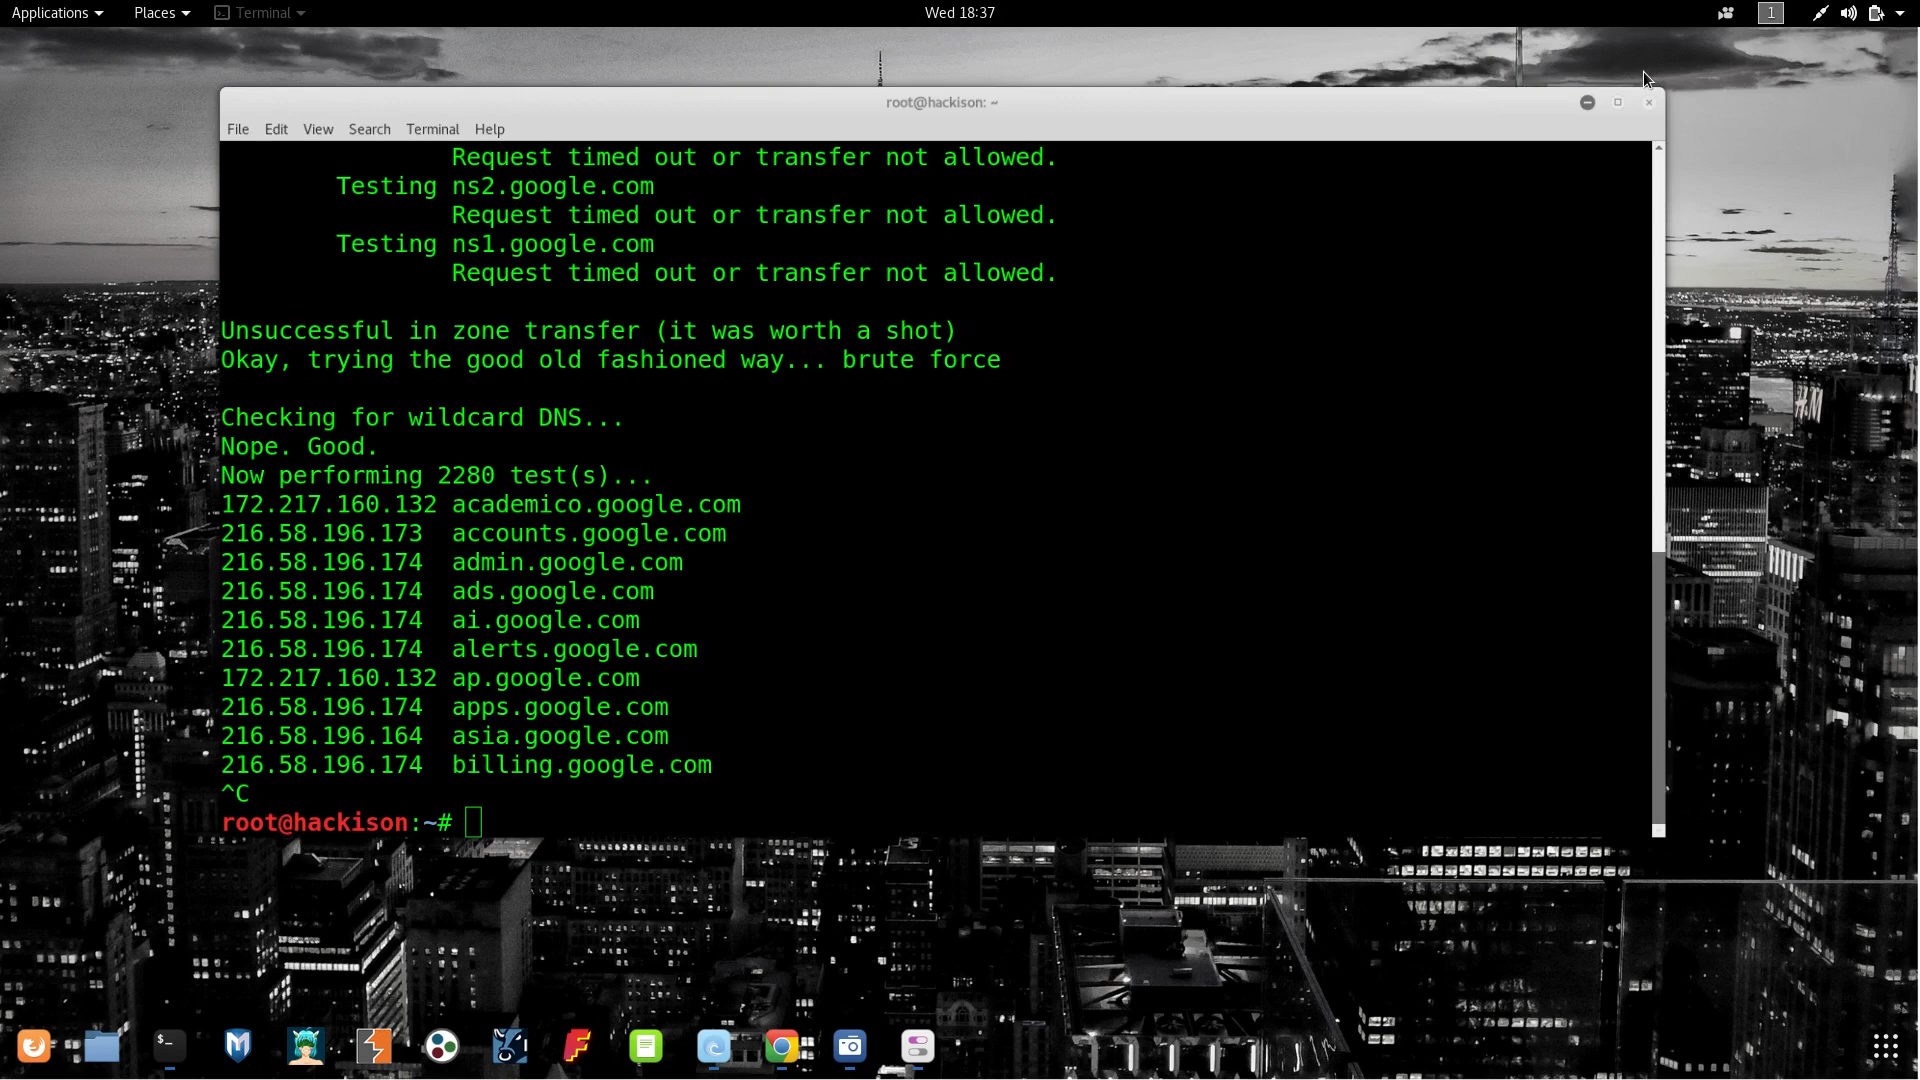 Applications Places Terminal Wed 18:37 1
root@hackison: ~
File Edit View Search Terminal Help
Request timed out or transfer not allowed.
Testing ns2.google.com
Request timed out or transfer not allowed.
Testing ns1.google.com
Request timed out or transfer not allowed.
Unsuccessful in zone transfer (it was worth a shot)
Okay, trying the good old fashioned way... brute force
Checking for wildcard DNS...
Nope. Good.
Now performing 2280 test(s)...
172.217.160.132 academico.google.com
216.58.196.173 accounts.google.com
216.58.196.174 admin.google.com
216.58.196.174 ads.google.com
216.58.196.174 ai.google.com
216.58.196.174 alerts.google.com
172.217.160.132 ap.google.com
216.58.196.174 apps.google.com
216.58.196.164 asia.google.com
216.58.196.174 billing.google.com
^C
root@hackison:~#
H&M
$_